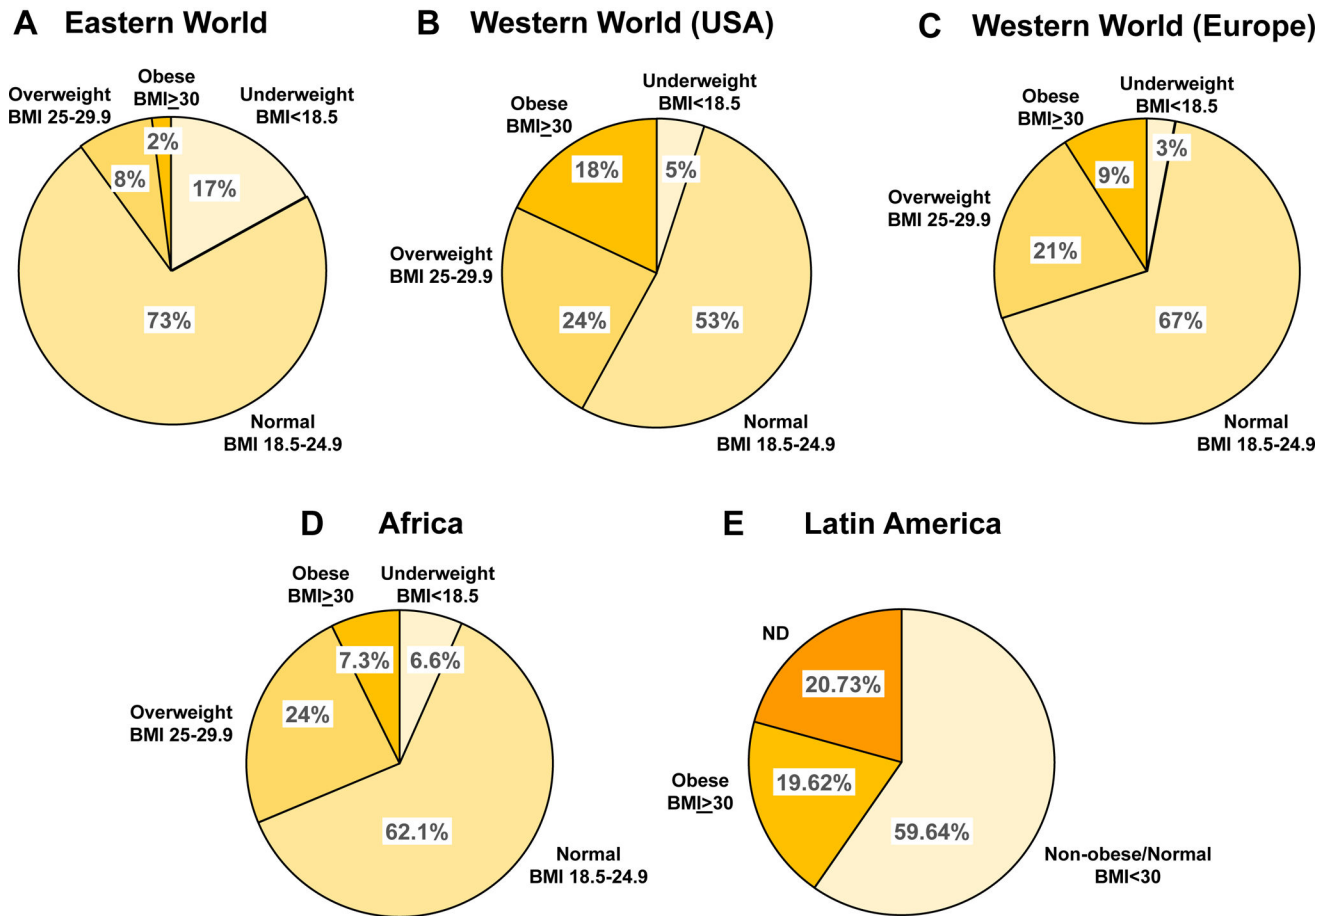 A Eastern World
Obese
BMI≥30
Overweight
BMI 25-29.9
Underweight
BMI<18.5
2%
8%
17%
73%
Normal
BMI 18.5-24.9
B Western World (USA)
Underweight
BMI<18.5
Obese
BMI≥30
18%
5%
Overweight
BMI 25-29.9
24%
53%
Normal
BMI 18.5-24.9
C Western World (Europe)
Underweight
BMI<18.5
Obese
BMI≥30
3%
9%
Overweight
BMI 25-29.9
21%
67%
Normal
BMI 18.5-24.9
D Africa
Obese
BMI≥30
Underweight
BMI<18.5
7.3%
6.6%
Overweight
BMI 25-29.9
24%
62.1%
Normal
BMI 18.5-24.9
E Latin America
ND
20.73%
Obese
BMI≥30
19.62%
59.64%
Non-obese/Normal
BMI<30